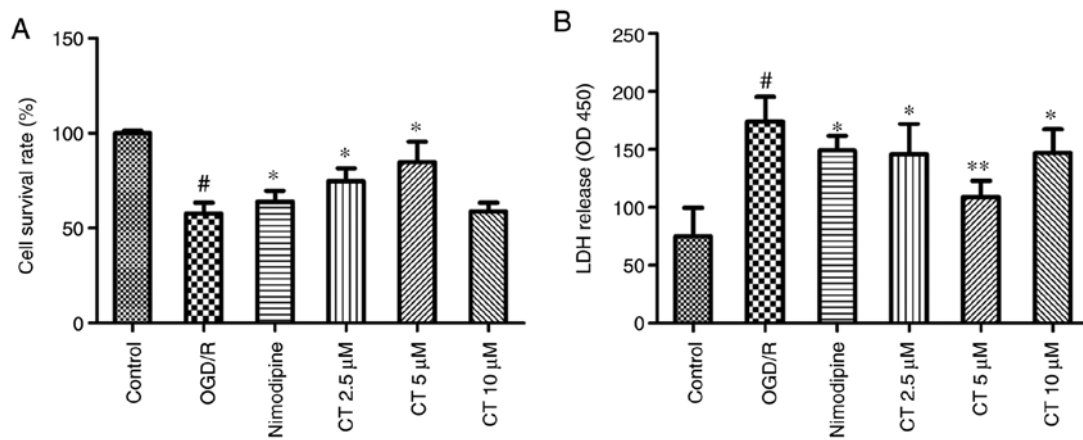 A
Cell survival rate (%)
150
100
50
0
#
*
*
*
Control
OGD/R
Nimodipine
CT 2.5 µM
CT 5 µM
CT 10 µM
B
LDH release (OD 450)
250
200
150
100
50
0
#
*
*
**
*
Control
OGD/R
Nimodipine
CT 2.5 µM
CT 5 µM
CT 10 µM